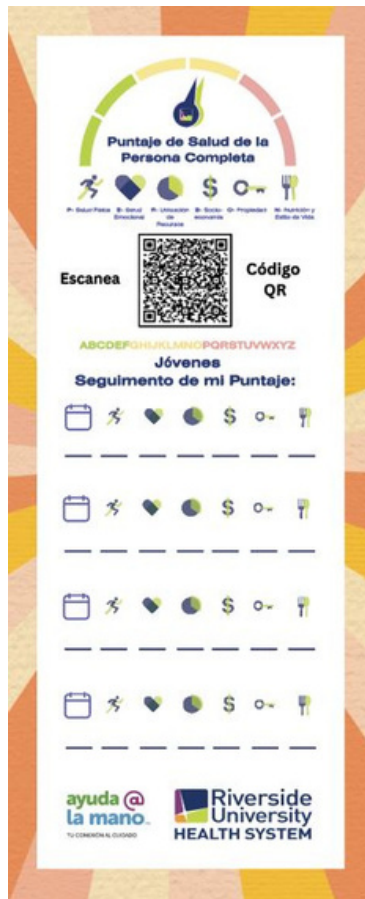 Puntaje de Salud de la
Persona Completa
P- Salud Física E- Salud R- Utilización S- Socio- O- Propiedad N- Nutrición y
Emocional de economía Estilo de Vida
Recursos
Escanea
Código
QR
ABCDEFGHIJKLMNOPQRSTUVWXYZ
Jóvenes
Seguimento de mi Puntaje:
ayuda @
la mano
TU CONEXIÓN AL CUIDADO
Riverside
University
HEALTH SYSTEM